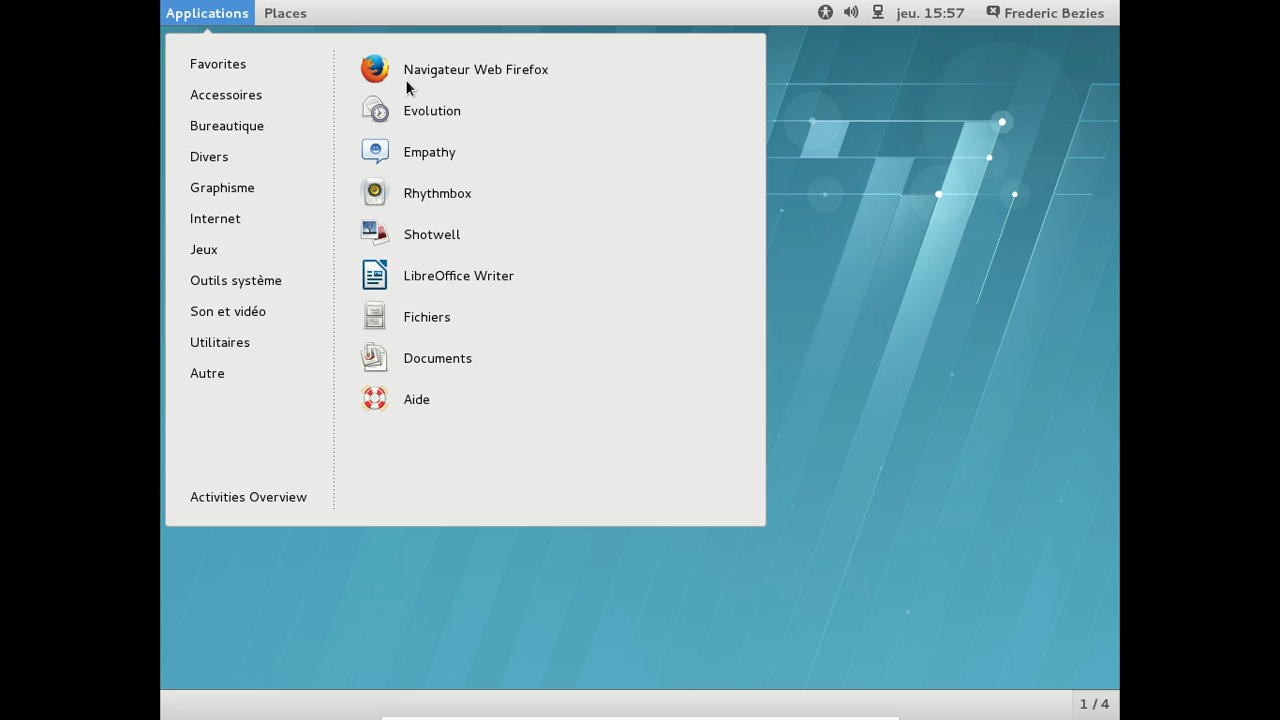 Applications Places jeu. 15:57 Frederic Bezies
Favorites
Accessoires
Bureautique
Divers
Graphisme
Internet
Jeux
Outils système
Son et vidéo
Utilitaires
Autre
Activities Overview
Navigateur Web Firefox
Evolution
Empathy
Rhythmbox
Shotwell
LibreOffice Writer
Fichiers
Documents
Aide
1 / 4